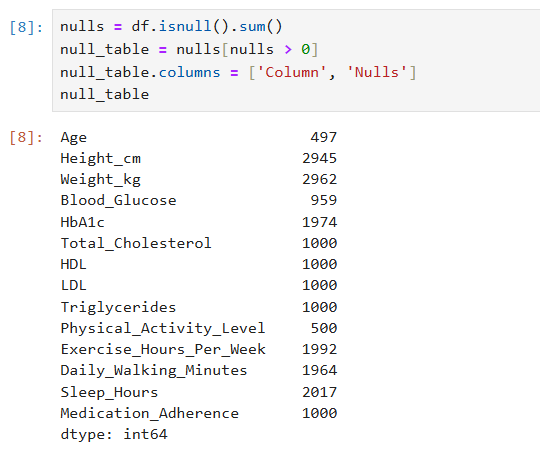 [8]: nulls = df.isnull().sum()
null_table = nulls[nulls > 0]
null_table.columns = ['Column', 'Nulls']
null_table
[8]: Age 497
Height_cm 2945
Weight_kg 2962
Blood_Glucose 959
HbA1c 1974
Total_Cholesterol 1000
HDL 1000
LDL 1000
Triglycerides 1000
Physical_Activity_Level 500
Exercise_Hours_Per_Week 1992
Daily_Walking_Minutes 1964
Sleep_Hours 2017
Medication_Adherence 1000
dtype: int64